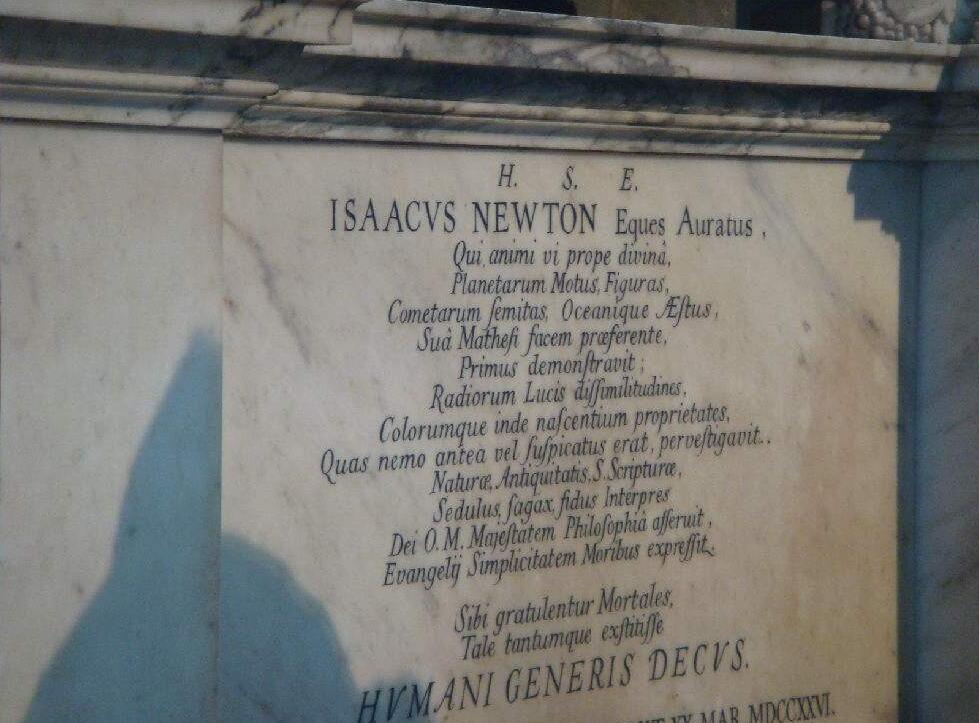 H. S. E.
ISAACVS NEWTON Eques Auratus,
Qui, animi vi prope divinâ,
Planetarum Motus, Figuras,
Cometarum ſemitas, Oceanique Æſtus,
Suâ Matheſi facem præferente,
Primus demonſtravit;
Radiorum Lucis diſſimilitudines,
Colorumque inde naſcentium proprietates,
Quas nemo antea vel ſuſpicatus erat, perveſtigavit.
Naturæ, Antiquitatis, S. Scripturæ,
Sedulus, ſagax, fidus Interpres
Dei O. M. Majeſtatem Philoſophiâ aſſeruit,
Evangelij Simplicitatem Moribus expreſſit.
Sibi gratulentur Mortales,
Tale tantumque exſtitiſſe
HVMANI GENERIS DECVS.
XX MAR. MDCCXXVI.